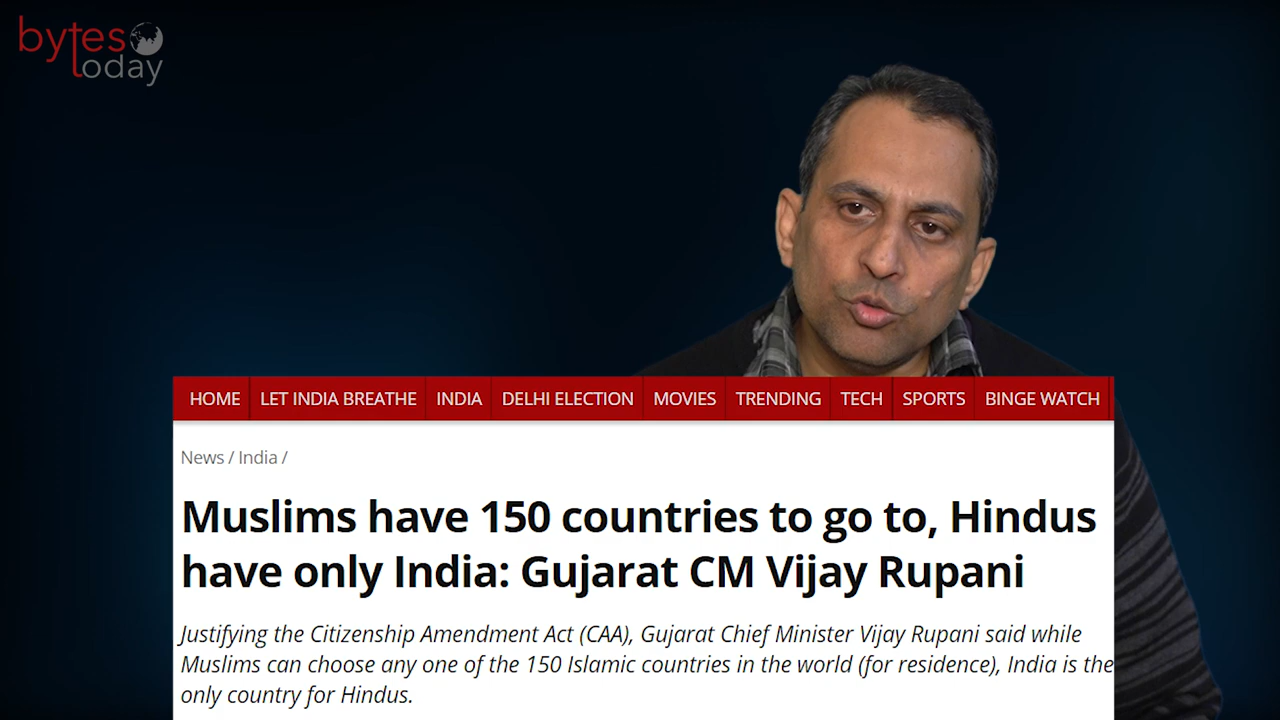 bytes
today
HOME LET INDIA BREATHE INDIA DELHI ELECTION MOVIES TRENDING TECH SPORTS BINGE WATCH
News / India /
Muslims have 150 countries to go to, Hindus
have only India: Gujarat CM Vijay Rupani
Justifying the Citizenship Amendment Act (CAA), Gujarat Chief Minister Vijay Rupani said while
Muslims can choose any one of the 150 Islamic countries in the world (for residence), India is the
only country for Hindus.